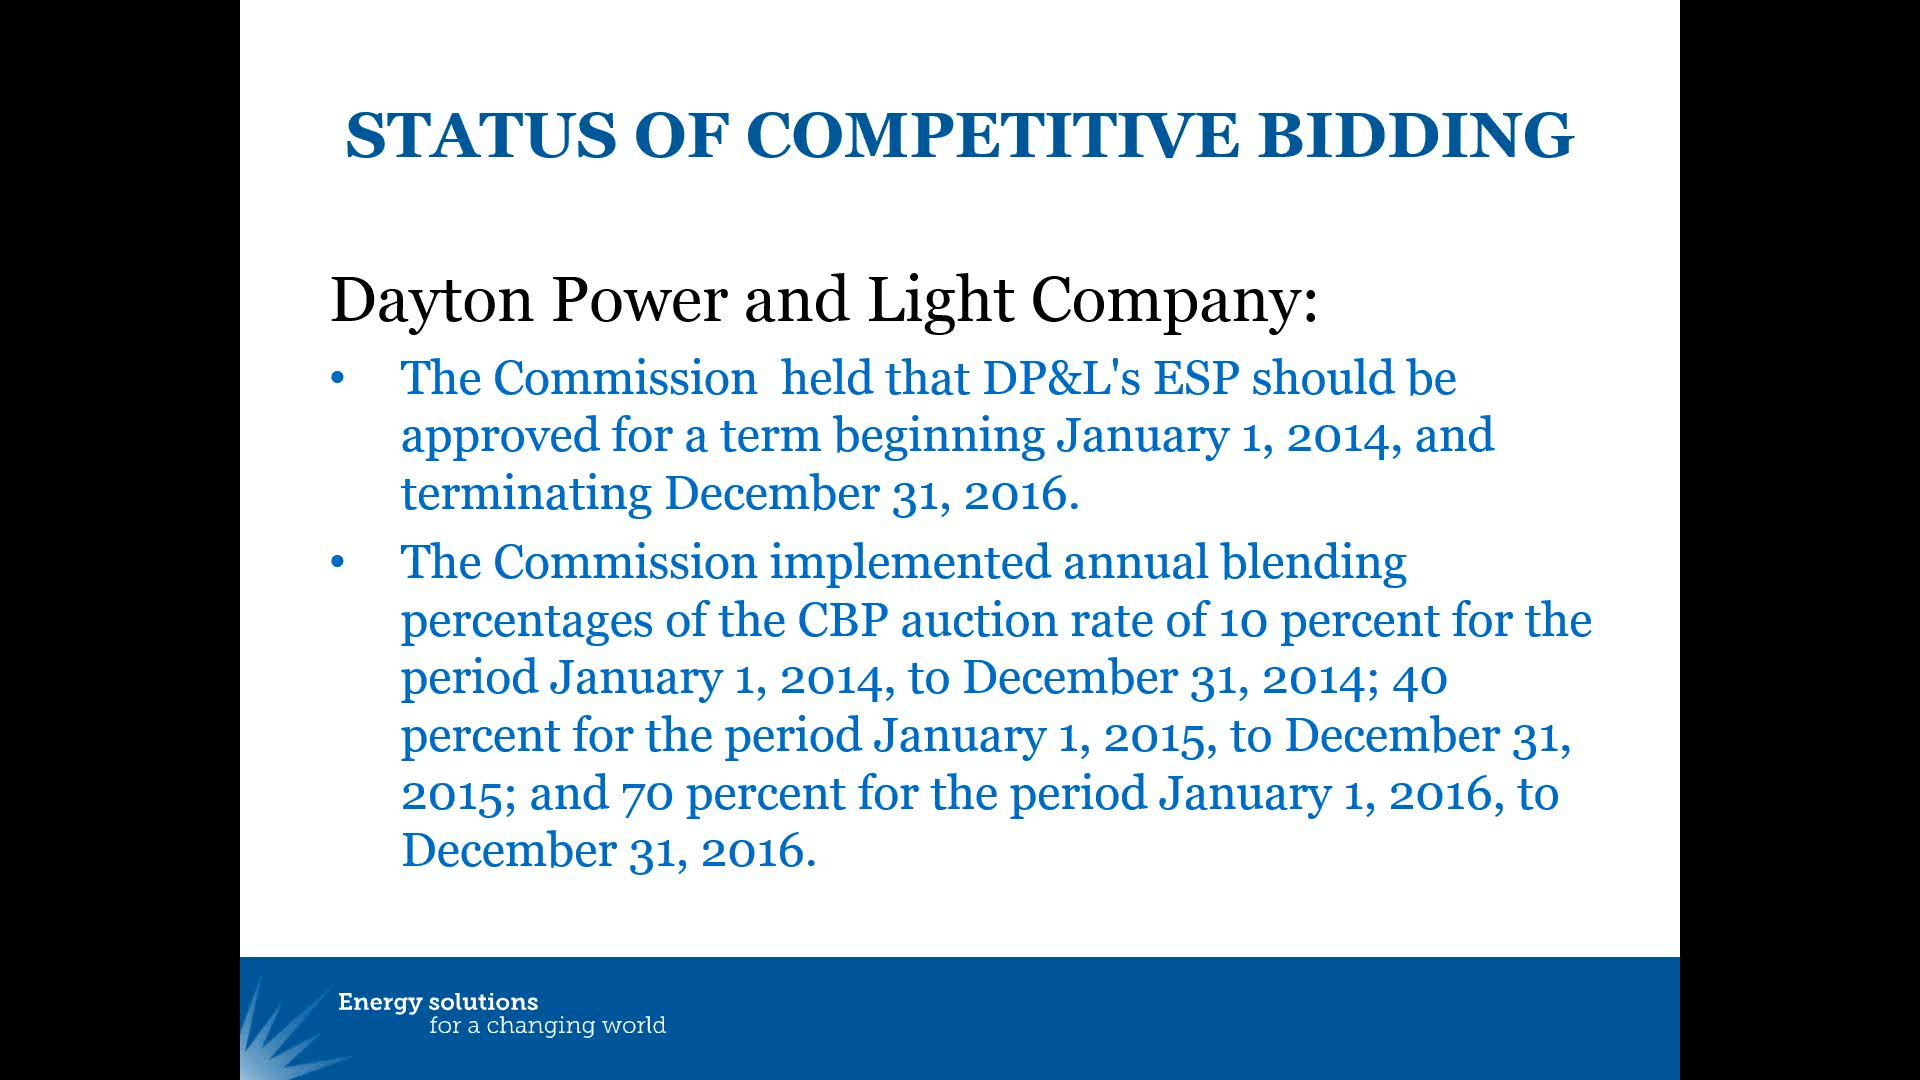 STATUS OF COMPETITIVE BIDDING
Dayton Power and Light Company:
• The Commission  held that DP&L's ESP should be
approved for a term beginning January 1, 2014, and
terminating December 31, 2016.
• The Commission implemented annual blending
percentages of the CBP auction rate of 10 percent for the
period January 1, 2014, to December 31, 2014; 40
percent for the period January 1, 2015, to December 31,
2015; and 70 percent for the period January 1, 2016, to
December 31, 2016.
Energy solutions
for a changing world